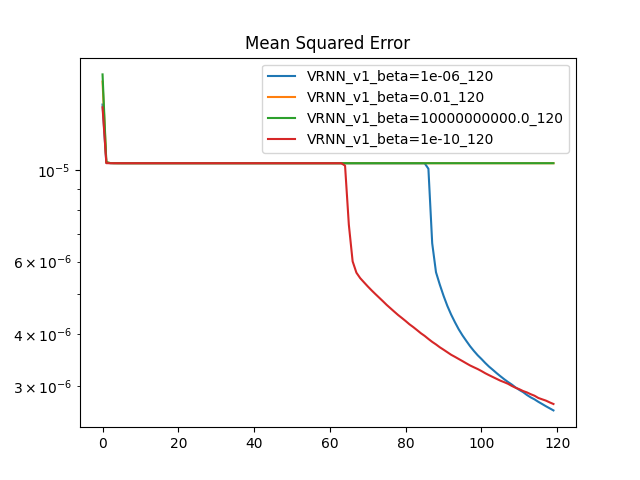 Mean Squared Error
VRNN_v1_beta=1e-06_120
VRNN_v1_beta=0.01_120
VRNN_v1_beta=10000000000.0_120
VRNN_v1_beta=1e-10_120
10⁻⁵
6 × 10⁻⁶
4 × 10⁻⁶
3 × 10⁻⁶
0 20 40 60 80 100 120